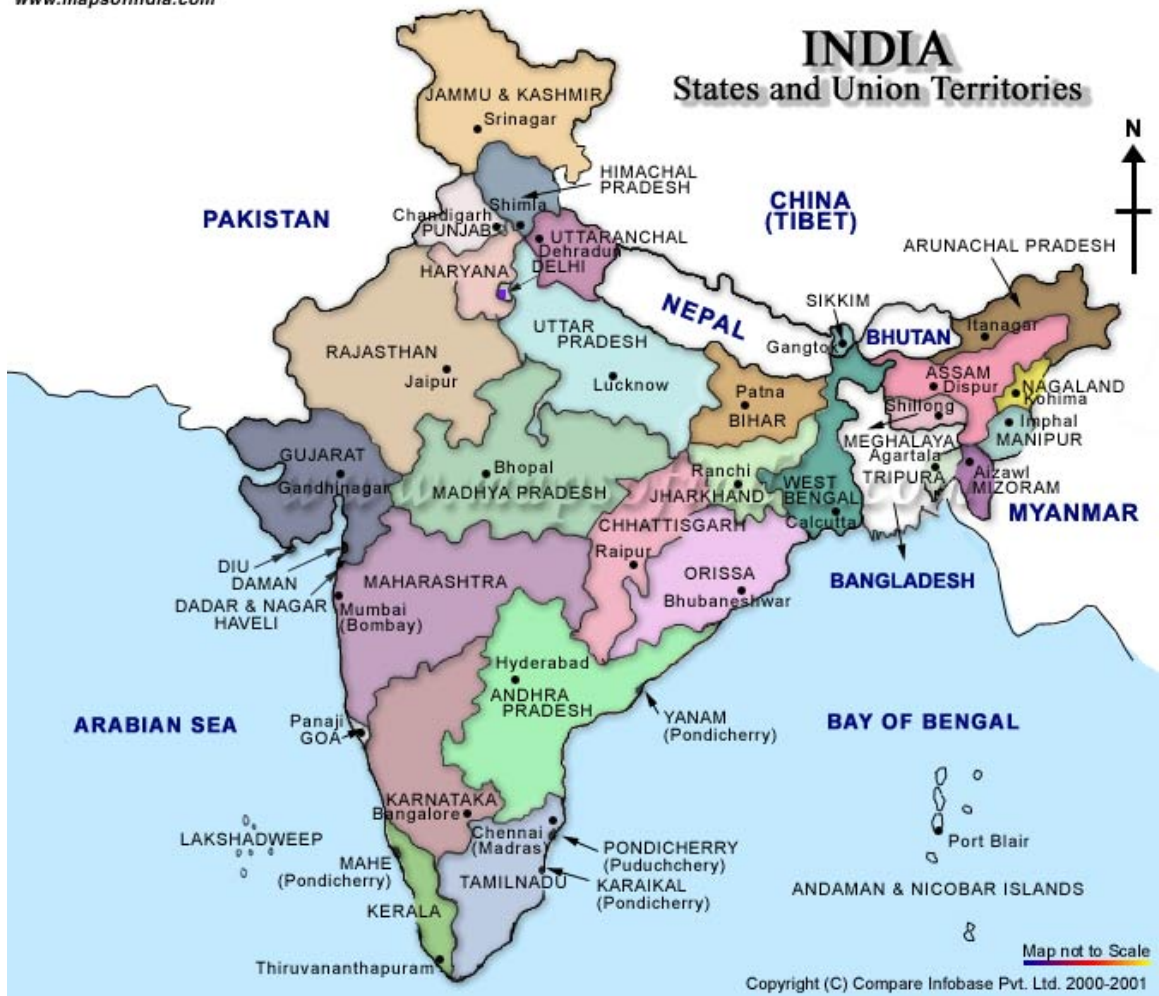 www.mapsofindia.com
INDIA
States and Union Territories
N
JAMMU & KASHMIR
Srinagar
HIMACHAL
PRADESH
Shimla
PAKISTAN
CHINA
(TIBET)
Chandigarh
PUNJAB
UTTARANCHAL
Dehradun
DELHI
HARYANA
ARUNACHAL PRADESH
Itanagar
SIKKIM
Gangtok
NEPAL
BHUTAN
UTTAR
PRADESH
Lucknow
RAJASTHAN
Jaipur
Patna
BIHAR
ASSAM
Dispur
NAGALAND
Kohima
Shillong
MEGHALAYA
Imphal
MANIPUR
Agartala
TRIPURA
Aizawl
MIZORAM
MYANMAR
GUJARAT
Gandhinagar
Bhopal
MADHYA PRADESH
Ranchi
JHARKHAND
WEST
BENGAL
Calcutta
CHHATTISGARH
Raipur
DIU
DAMAN
DADAR & NAGAR
HAVELI
MAHARASHTRA
Mumbai
(Bombay)
ORISSA
Bhubaneshwar
BANGLADESH
Hyderabad
ANDHRA
PRADESH
YANAM
(Pondicherry)
ARABIAN SEA
BAY OF BENGAL
Panaji
GOA
KARNATAKA
Bangalore
LAKSHADWEEP
MAHE
(Pondicherry)
Chennai
(Madras)
PONDICHERRY
(Puduchchery)
KARAIKAL
(Pondicherry)
TAMILNADU
KERALA
Thiruvananthapuram
Port Blair
ANDAMAN & NICOBAR ISLANDS
Map not to Scale
Copyright (C) Compare Infobase Pvt. Ltd. 2000-2001